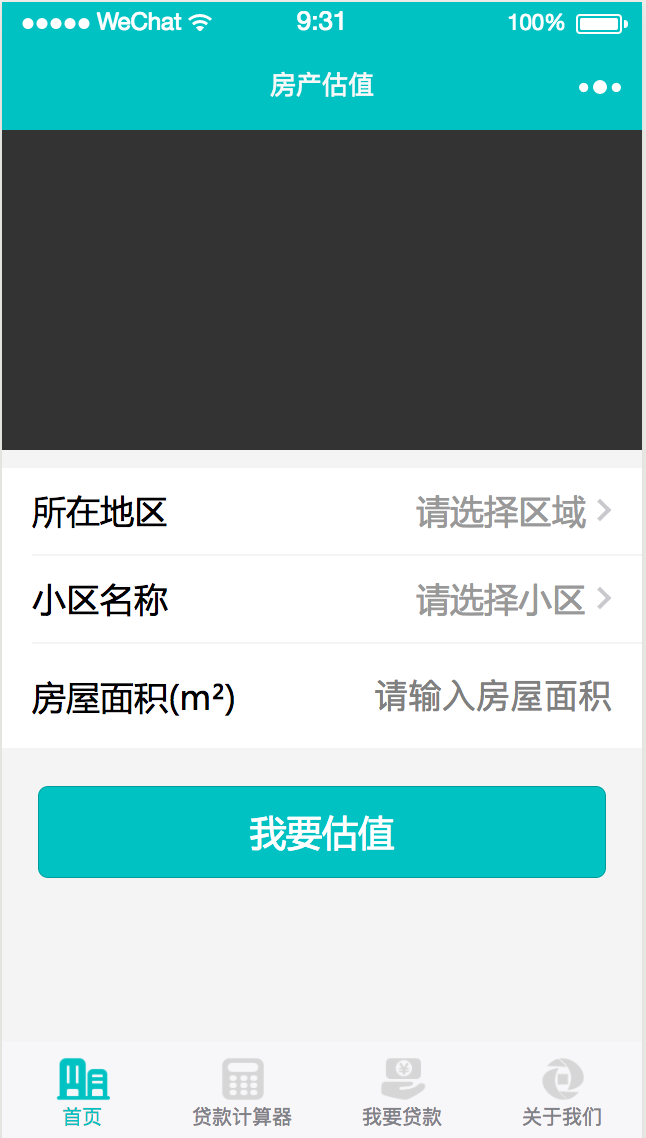 WeChat 9:31 100%
房产估值
所在地区 请选择区域
小区名称 请选择小区
房屋面积(m²) 请输入房屋面积
我要估值
首页 贷款计算器 我要贷款 关于我们